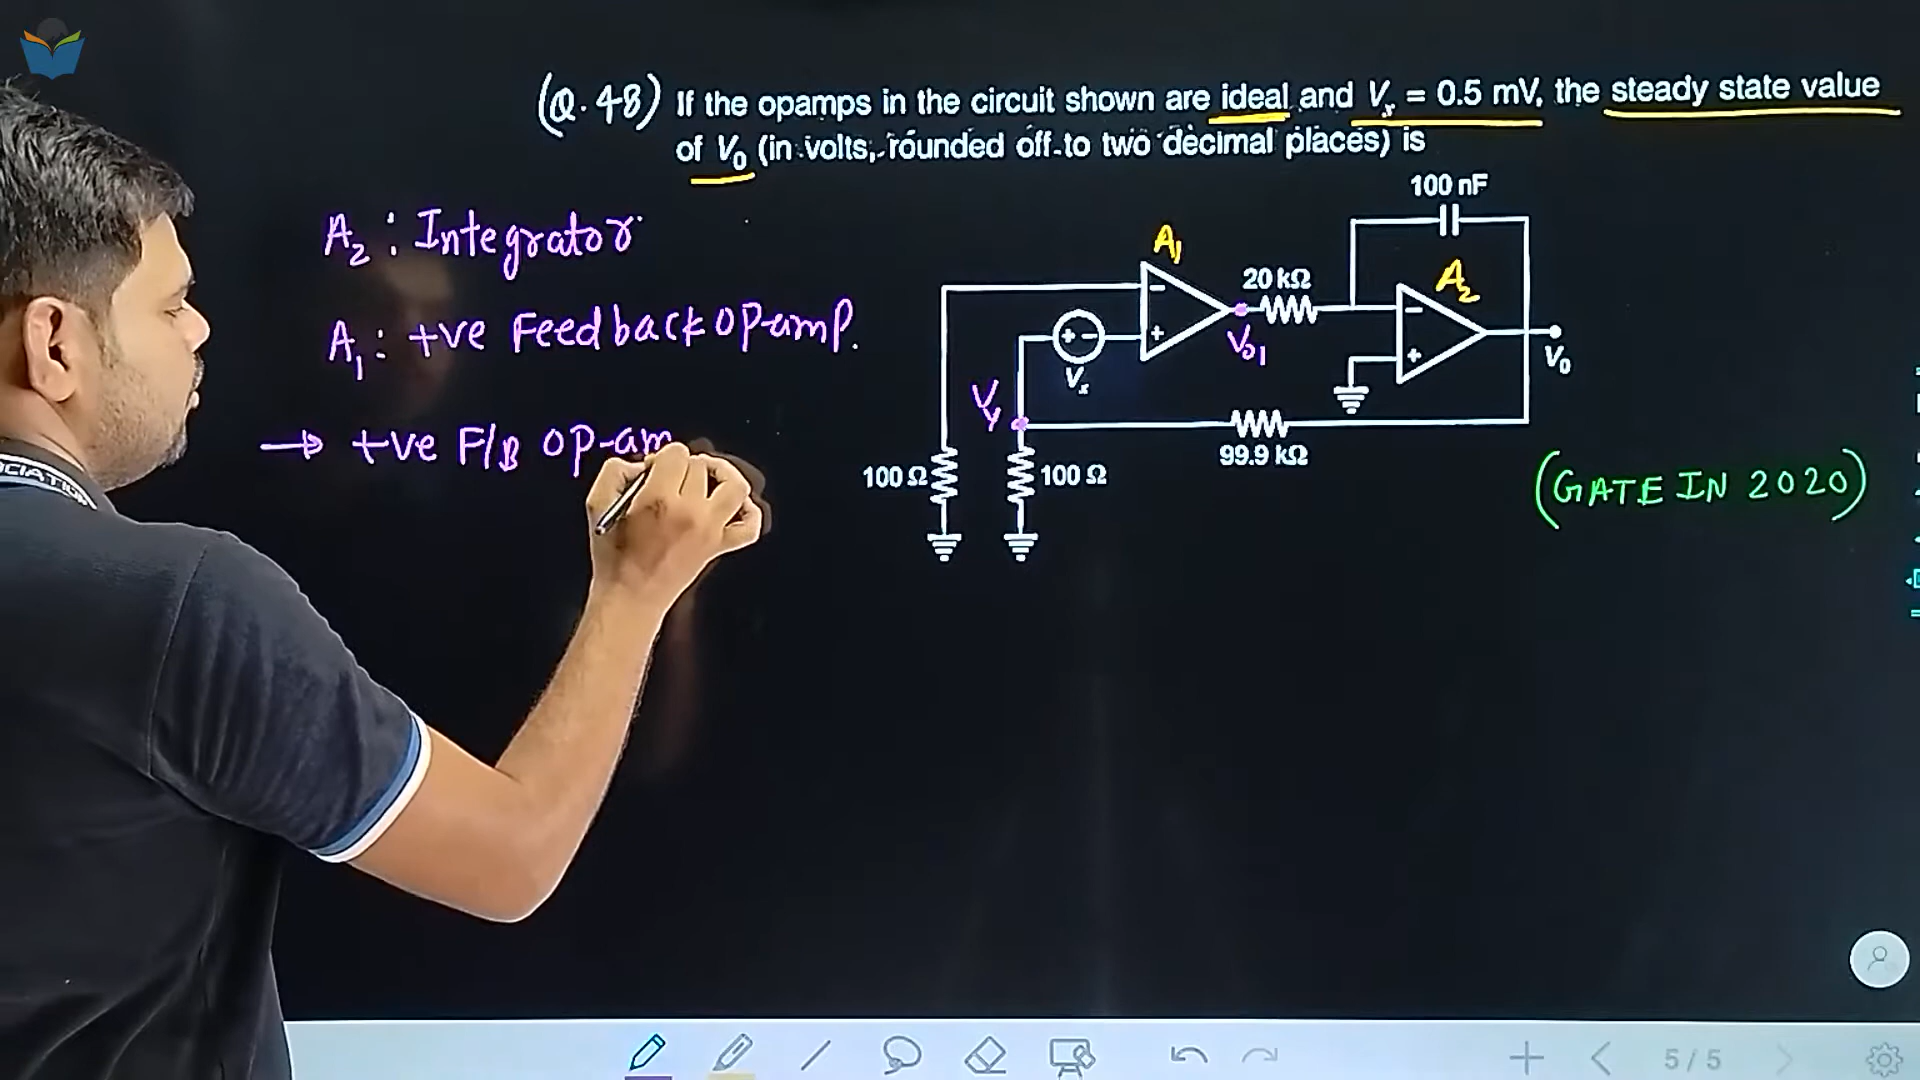 (Q.48) If the opamps in the circuit shown are ideal and Vx = 0.5 mV, the steady state value
of V0 (in volts, rounded off to two decimal places) is
100 nF
A2 : Integrator
A1
20 kΩ
A2
A1 : +ve Feedback OP-amp.
V01
V0
Vx
Vy
→ +ve F/B OP-am
99.9 kΩ
100 Ω
100 Ω
(GATE IN 2020)
CIATION
5 / 5